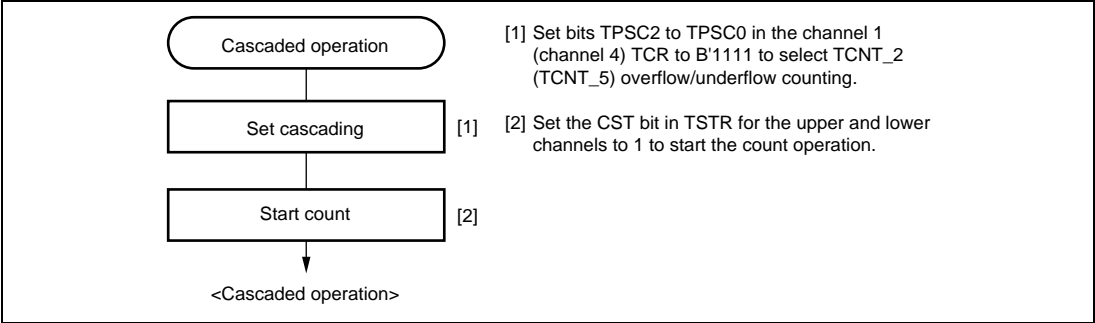 Cascaded operation
Set cascading
[1]
Start count
[2]
<Cascaded operation>
[1] Set bits TPSC2 to TPSC0 in the channel 1
(channel 4) TCR to B'1111 to select TCNT_2
(TCNT_5) overflow/underflow counting.
[2] Set the CST bit in TSTR for the upper and lower
channels to 1 to start the count operation.